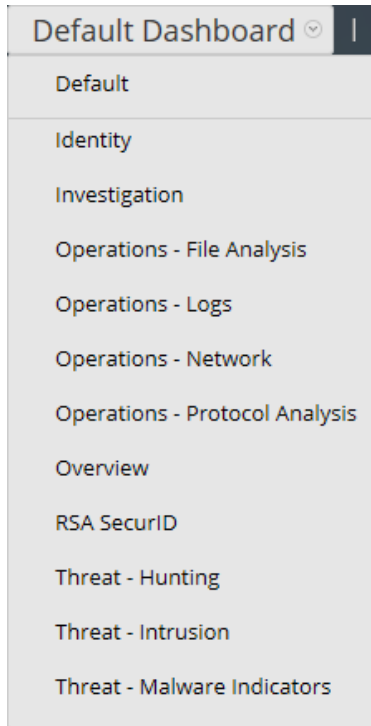 Default Dashboard
Default
Identity
Investigation
Operations - File Analysis
Operations - Logs
Operations - Network
Operations - Protocol Analysis
Overview
RSA SecurID
Threat - Hunting
Threat - Intrusion
Threat - Malware Indicators